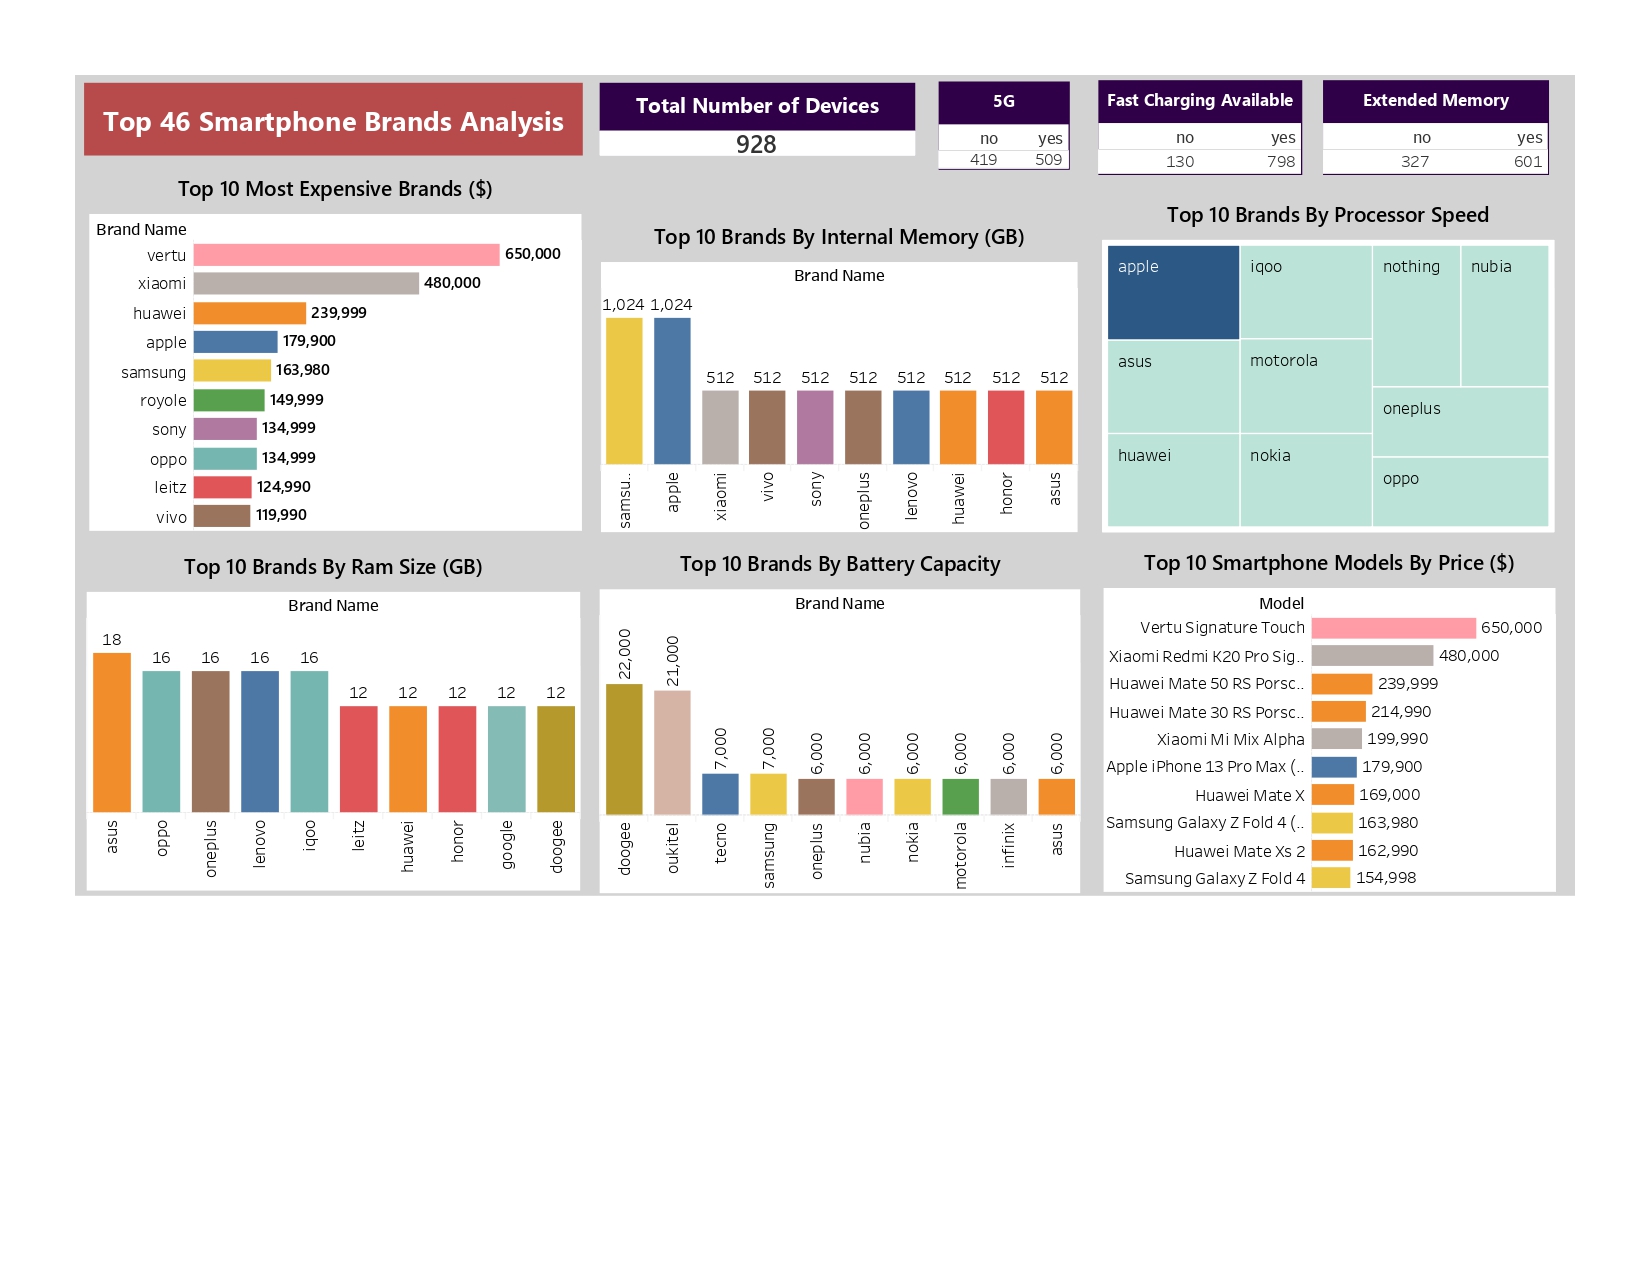 Top 46 Smartphone Brands Analysis
Total Number of Devices
928
5G
no yes
419 509
Fast Charging Available
no yes
130 798
Extended Memory
no yes
327 601
Top 10 Most Expensive Brands ($)
Brand Name
vertu 650,000
xiaomi 480,000
huawei 239,999
apple 179,900
samsung 163,980
royole 149,999
sony 134,999
oppo 134,999
leitz 124,990
vivo 119,990
Top 10 Brands By Internal Memory (GB)
Brand Name
1,024 1,024 512 512 512 512 512 512 512 512
samsu.. apple xiaomi vivo sony oneplus lenovo huawei honor asus
Top 10 Brands By Processor Speed
apple iqoo nothing nubia
asus motorola
oneplus
huawei nokia
oppo
Top 10 Brands By Ram Size (GB)
Brand Name
18 16 16 16 16 12 12 12 12 12
asus oppo oneplus lenovo iqoo leitz huawei honor google doogee
Top 10 Brands By Battery Capacity
Brand Name
22,000 21,000 7,000 7,000 6,000 6,000 6,000 6,000 6,000 6,000
doogee oukitel tecno samsung oneplus nubia nokia motorola infinix asus
Top 10 Smartphone Models By Price ($)
Model
Vertu Signature Touch 650,000
Xiaomi Redmi K20 Pro Sig.. 480,000
Huawei Mate 50 RS Porsc.. 239,999
Huawei Mate 30 RS Porsc.. 214,990
Xiaomi Mi Mix Alpha 199,990
Apple iPhone 13 Pro Max (.. 179,900
Huawei Mate X 169,000
Samsung Galaxy Z Fold 4 (.. 163,980
Huawei Mate Xs 2 162,990
Samsung Galaxy Z Fold 4 154,998